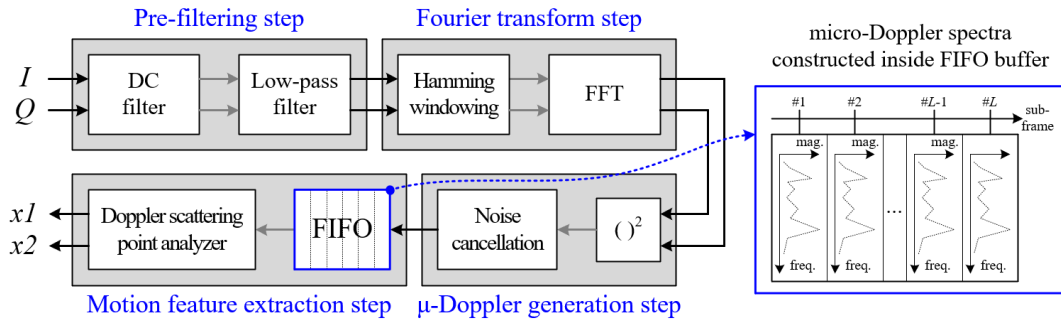 Pre-filtering step
Fourier transform step
I
Q
DC
filter
Low-pass
filter
Hamming
windowing
FFT
Doppler scattering
point analyzer
FIFO
Noise
cancellation
( )²
x1
x2
Motion feature extraction step
μ-Doppler generation step
micro-Doppler spectra
constructed inside FIFO buffer
#1 #2 #L-1 #L
sub-
frame
mag. mag. mag. mag.
...
freq. freq. freq. freq.